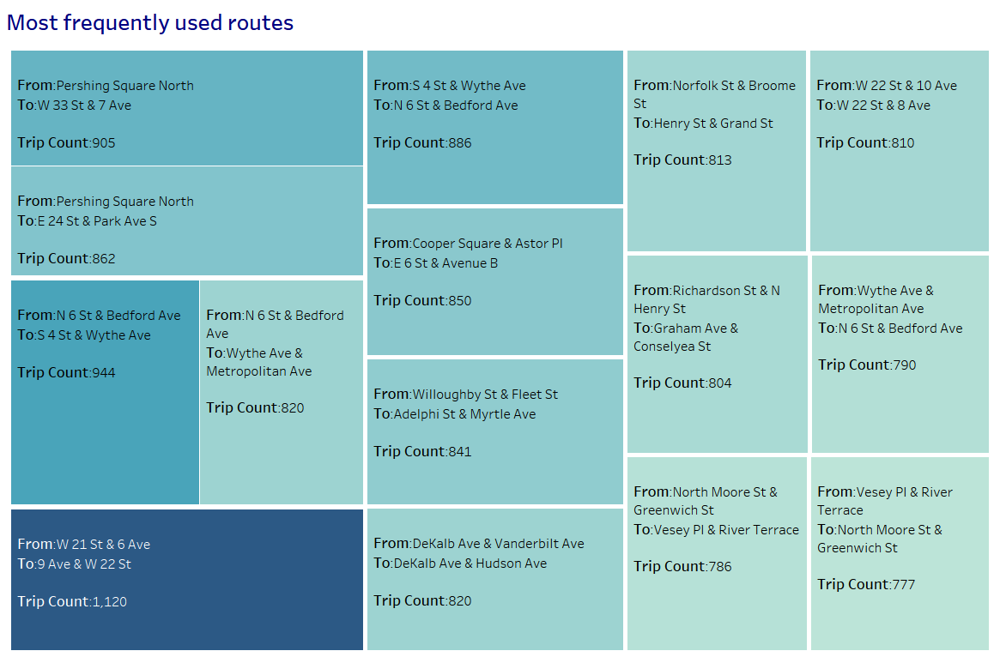 Most frequently used routes
From:Pershing Square North
To:W 33 St & 7 Ave
Trip Count:905
From:Pershing Square North
To:E 24 St & Park Ave S
Trip Count:862
From:N 6 St & Bedford Ave
To:S 4 St & Wythe Ave
Trip Count:944
From:N 6 St & Bedford
Ave
To:Wythe Ave &
Metropolitan Ave
Trip Count:820
From:W 21 St & 6 Ave
To:9 Ave & W 22 St
Trip Count:1,120
From:S 4 St & Wythe Ave
To:N 6 St & Bedford Ave
Trip Count:886
From:Cooper Square & Astor Pl
To:E 6 St & Avenue B
Trip Count:850
From:Willoughby St & Fleet St
To:Adelphi St & Myrtle Ave
Trip Count:841
From:DeKalb Ave & Vanderbilt Ave
To:DeKalb Ave & Hudson Ave
Trip Count:820
From:Norfolk St & Broome
St
To:Henry St & Grand St
Trip Count:813
From:W 22 St & 10 Ave
To:W 22 St & 8 Ave
Trip Count:810
From:Richardson St & N
Henry St
To:Graham Ave &
Conselyea St
Trip Count:804
From:Wythe Ave &
Metropolitan Ave
To:N 6 St & Bedford Ave
Trip Count:790
From:North Moore St &
Greenwich St
To:Vesey Pl & River Terrace
Trip Count:786
From:Vesey Pl & River
Terrace
To:North Moore St &
Greenwich St
Trip Count:777